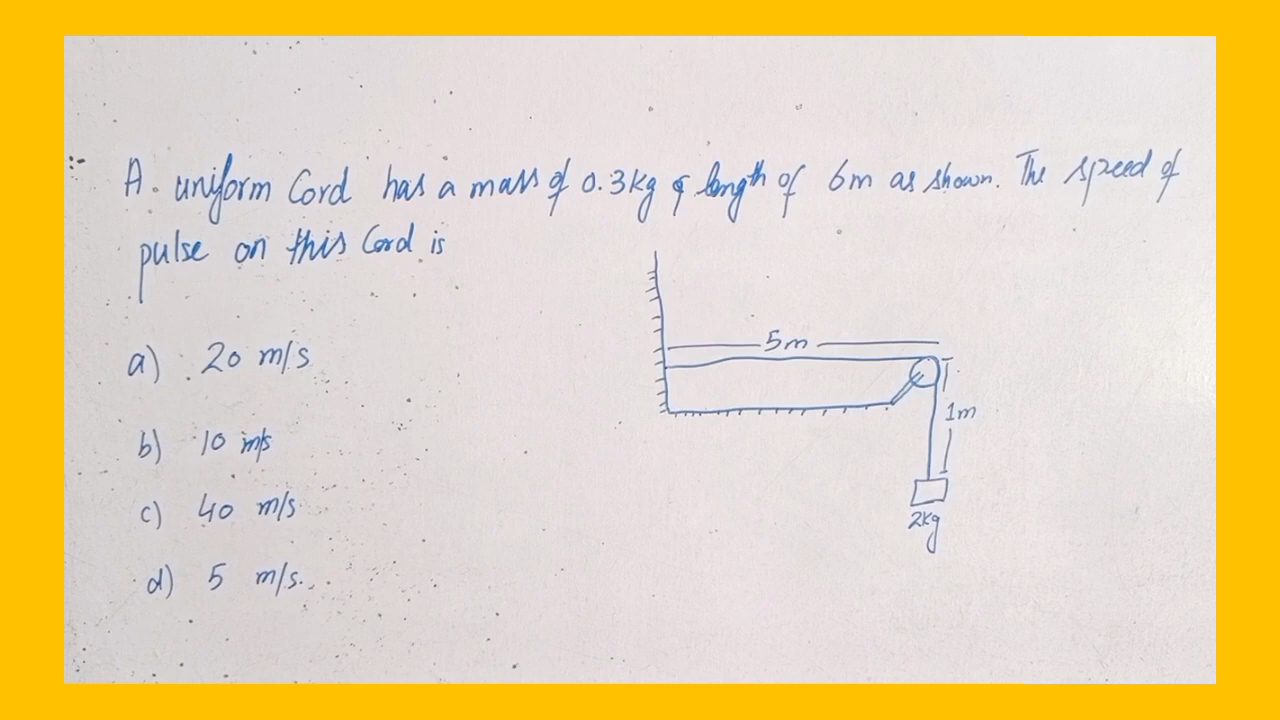 A. uniform Cord has a mass of 0.3kg & length of 6m as shown. The speed of
pulse on this Cord is
a) 20 m/s
b) 10 m/s
c) 40 m/s
d) 5 m/s.
5m
1m
2kg